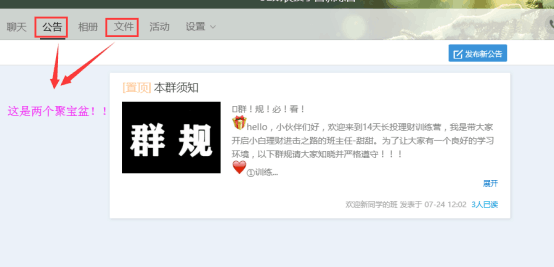 聊天 公告 相册 文件 活动 设置
发布新公告
这是两个聚宝盆!!
[置顶] 本群须知
群规
群!规!必!看!
hello,小伙伴们好,欢迎来到14天长投理财训练营,我是带大家
开启小白理财进击之路的班主任-甜甜。为了让大家有一个良好的学习
环境,以下群规请大家知晓并严格遵守!!!
①训练...
展开
欢迎新同学的班 发表于 07-24 12:02 3人已读